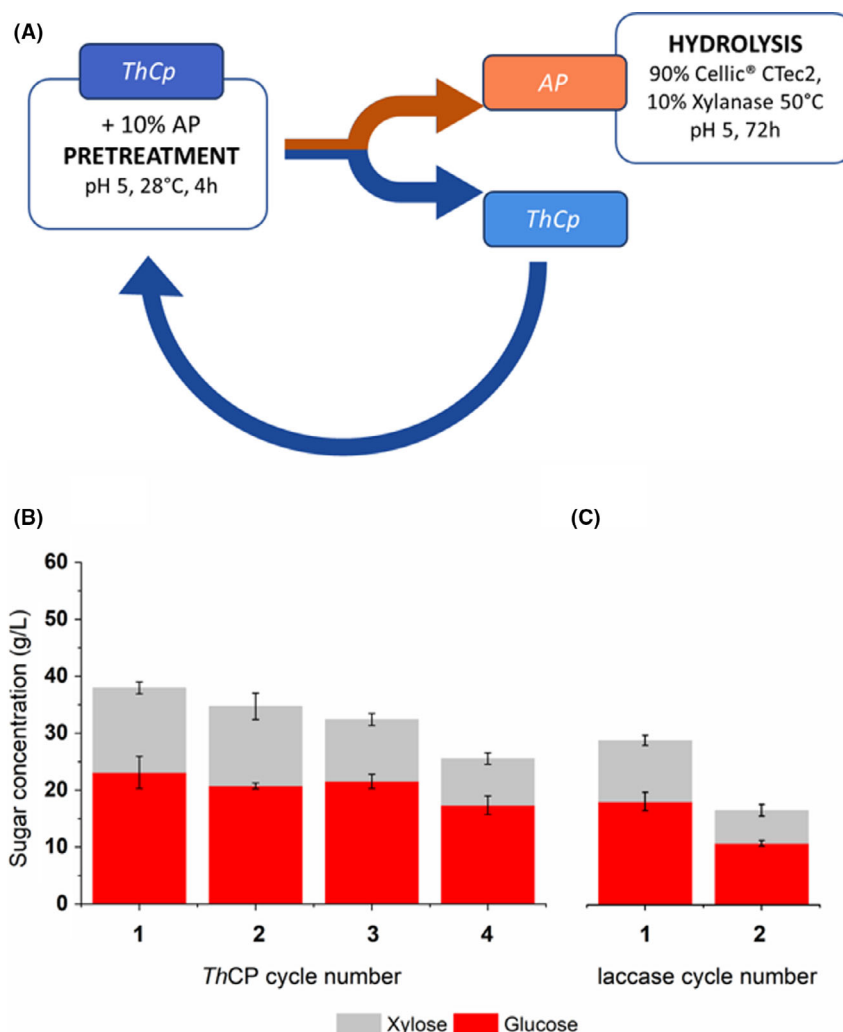 (A)
ThCp
+ 10% AP
PRETREATMENT
pH 5, 28°C, 4h
AP
HYDROLYSIS
90% Cellic® CTec2,
10% Xylanase 50°C
pH 5, 72h
ThCp
(B)
(C)
Sugar concentration (g/L)
60
50
40
30
20
10
0
1 2 3 4
1 2
ThCP cycle number
laccase cycle number
Xylose Glucose